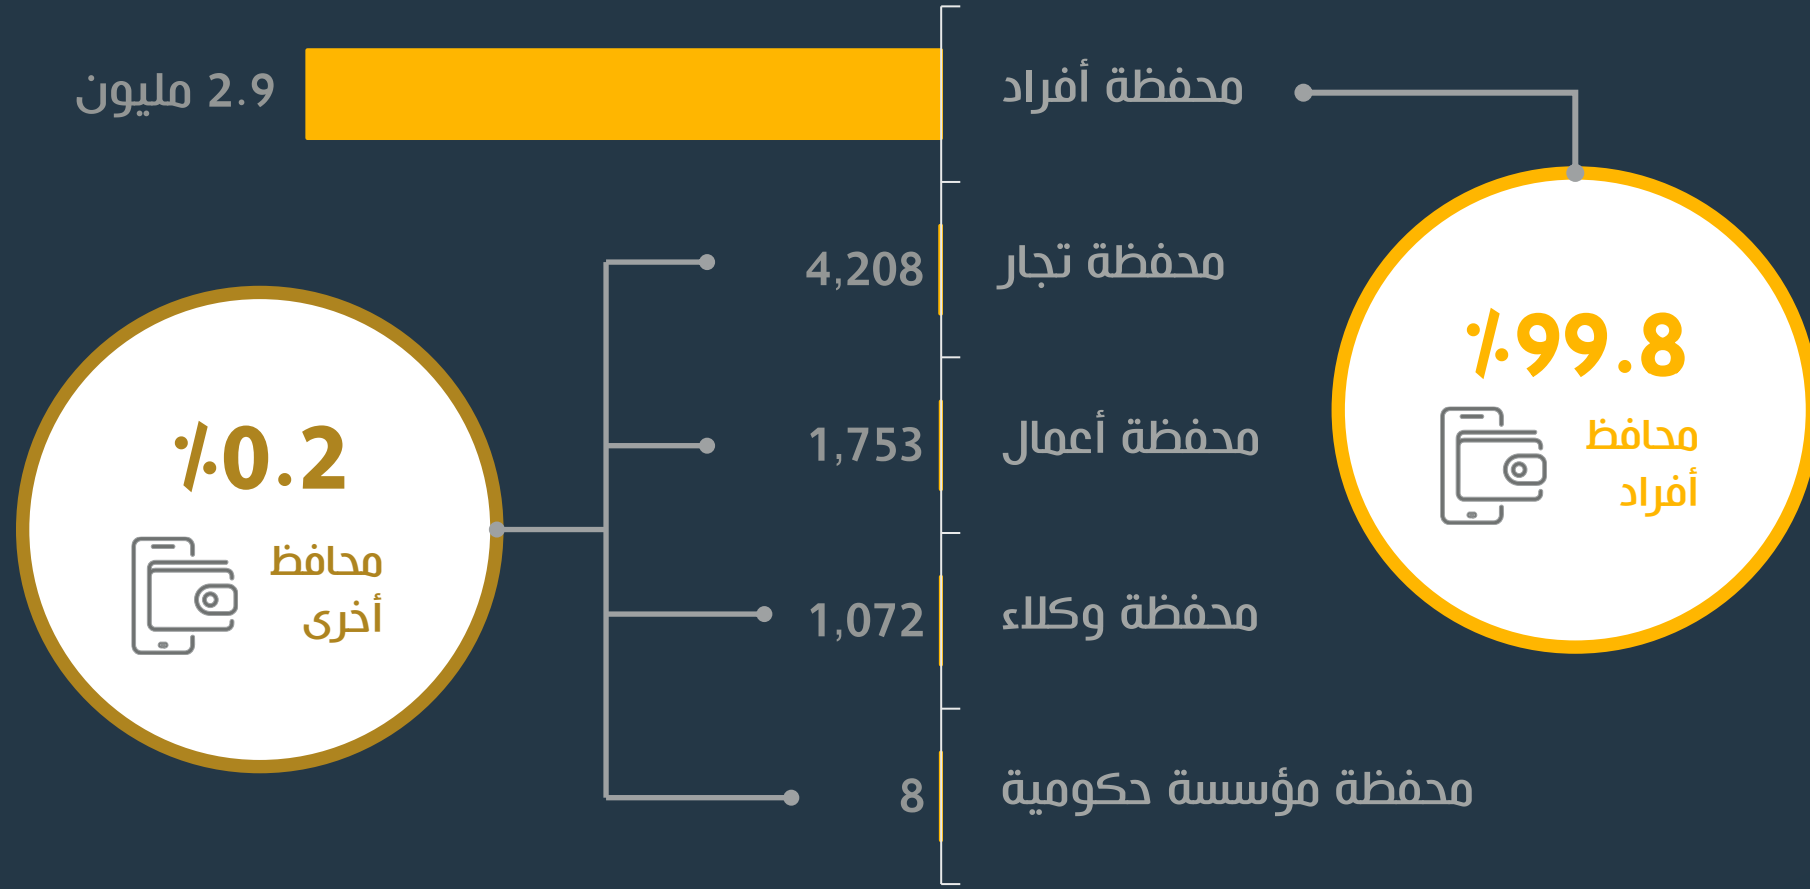 محفظة أفراد
2.9 مليون
محفظة تجار
4,208
محفظة أعمال
1,753
محفظة وكلاء
1,072
محفظة مؤسسة حكومية
8
99.8٪
محافظ
أفراد
0.2٪
محافظ
أخرى